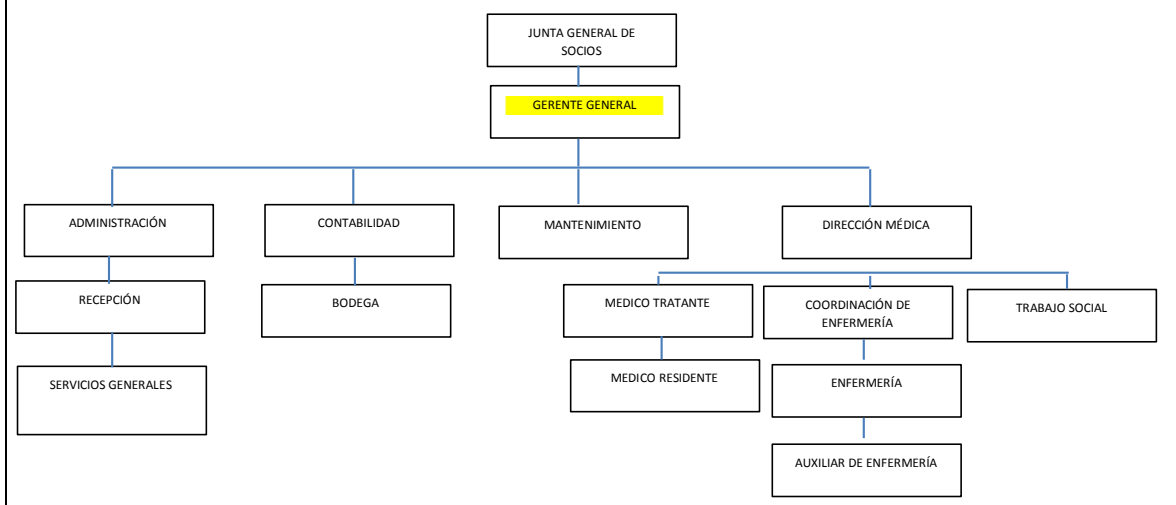 JUNTA GENERAL DE
SOCIOS
GERENTE GENERAL
ADMINISTRACIÓN
CONTABILIDAD
MANTENIMIENTO
DIRECCIÓN MÉDICA
RECEPCIÓN
BODEGA
MEDICO TRATANTE
COORDINACIÓN DE
ENFERMERÍA
TRABAJO SOCIAL
SERVICIOS GENERALES
MEDICO RESIDENTE
ENFERMERÍA
AUXILIAR DE ENFERMERÍA